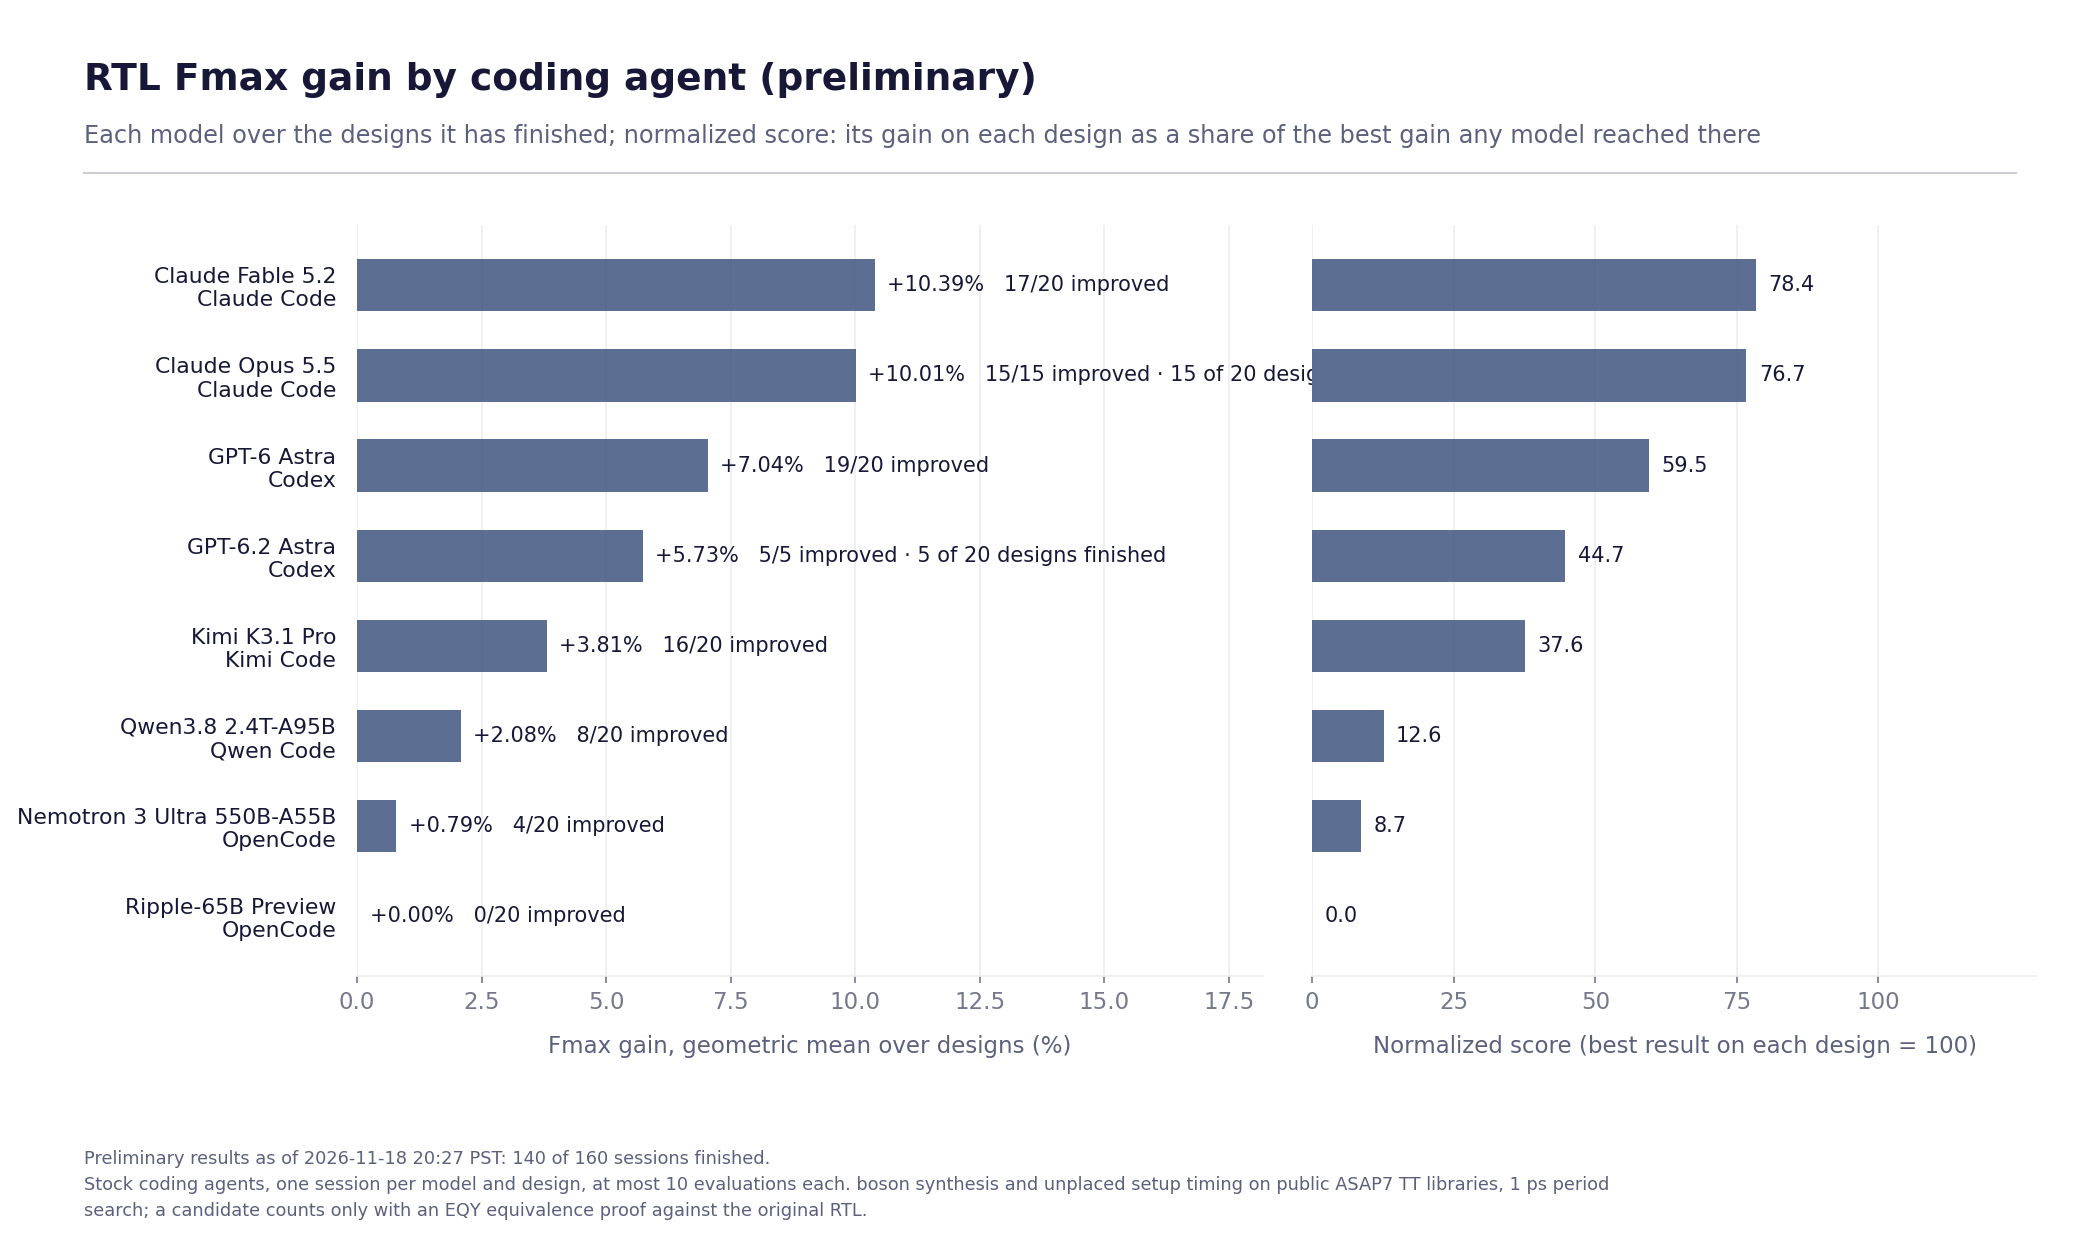 RTL Fmax gain by coding agent (preliminary)
Each model over the designs it has finished; normalized score: its gain on each design as a share of the best gain any model reached there
Claude Fable 5.2
Claude Code
+10.39% 17/20 improved
78.4
Claude Opus 5.5
Claude Code
+10.01% 15/15 improved · 15 of 20
76.7
GPT-6 Astra
Codex
+7.04% 19/20 improved
59.5
GPT-6.2 Astra
Codex
+5.73% 5/5 improved · 5 of 20 designs finished
44.7
Kimi K3.1 Pro
Kimi Code
+3.81% 16/20 improved
37.6
Qwen3.8 2.4T-A95B
Qwen Code
+2.08% 8/20 improved
12.6
Nemotron 3 Ultra 550B-A55B
OpenCode
+0.79% 4/20 improved
8.7
Ripple-65B Preview
OpenCode
+0.00% 0/20 improved
0.0
0.0 2.5 5.0 7.5 10.0 12.5 15.0 17.5
0 25 50 75 100
Fmax gain, geometric mean over designs (%)
Normalized score (best result on each design = 100)
Preliminary results as of 2026-11-18 20:27 PST: 140 of 160 sessions finished.
Stock coding agents, one session per model and design, at most 10 evaluations each. boson synthesis and unplaced setup timing on public ASAP7 TT libraries, 1 ps period
search; a candidate counts only with an EQY equivalence proof against the original RTL.